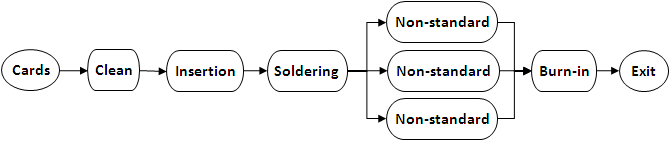 Non-standard
Cards
Clean
Insertion
Soldering
Non-standard
Burn-in
Exit
Non-standard